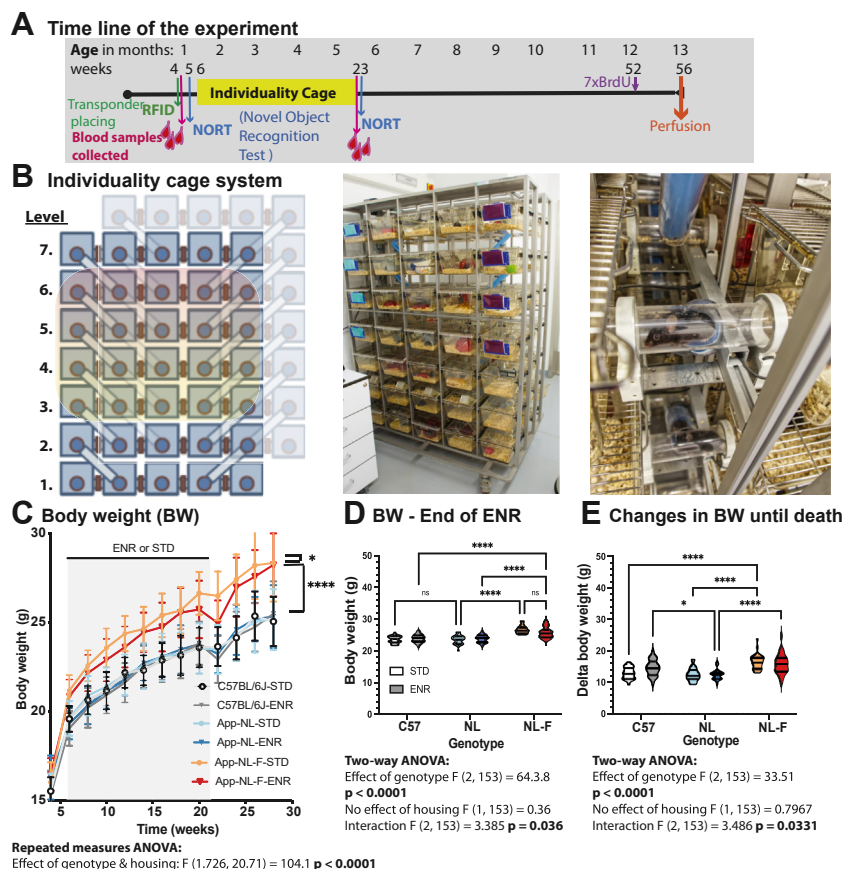 A Time line of the experiment
Age in months: 1 2 3 4 5 6 7 8 9 10 11 12 13
weeks 4 5 6 23 52 56
Individuality Cage
7xBrdU
Transponder placing
RFID
Blood samples collected
NORT
(Novel Object
Recognition
Test )
NORT
Perfusion
B Individuality cage system
Level
7.
6.
5.
4.
3.
2.
1.
C Body weight (BW)
ENR or STD
*
****
Body weight (g)
30
25
20
15
5 10 15 20 25 30
Time (weeks)
C57BL/6J-STD
C57BL/6J-ENR
App-NL-STD
App-NL-ENR
App-NL-F-STD
App-NL-F-ENR
Repeated measures ANOVA:
Effect of genotype & housing: F (1.726, 20.71) = 104.1 p < 0.0001
D BW - End of ENR
****
****
ns **** ns
Body weight (g)
50
40
30
20
10
0
STD
ENR
C57 NL NL-F
Genotype
Two-way ANOVA:
Effect of genotype F (2, 153) = 64.3.8
p < 0.0001
No effect of housing F (1, 153) = 0.36
Interaction F (2, 153) = 3.385 p = 0.036
E Changes in BW until death
****
****
* ****
Delta body weight (g)
50
40
30
20
10
0
C57 NL NL-F
Genotype
Two-way ANOVA:
Effect of genotype F (2, 153) = 33.51
p < 0.0001
No effect of housing F (1, 153) = 0.7967
Interaction F (2, 153) = 3.486 p = 0.0331